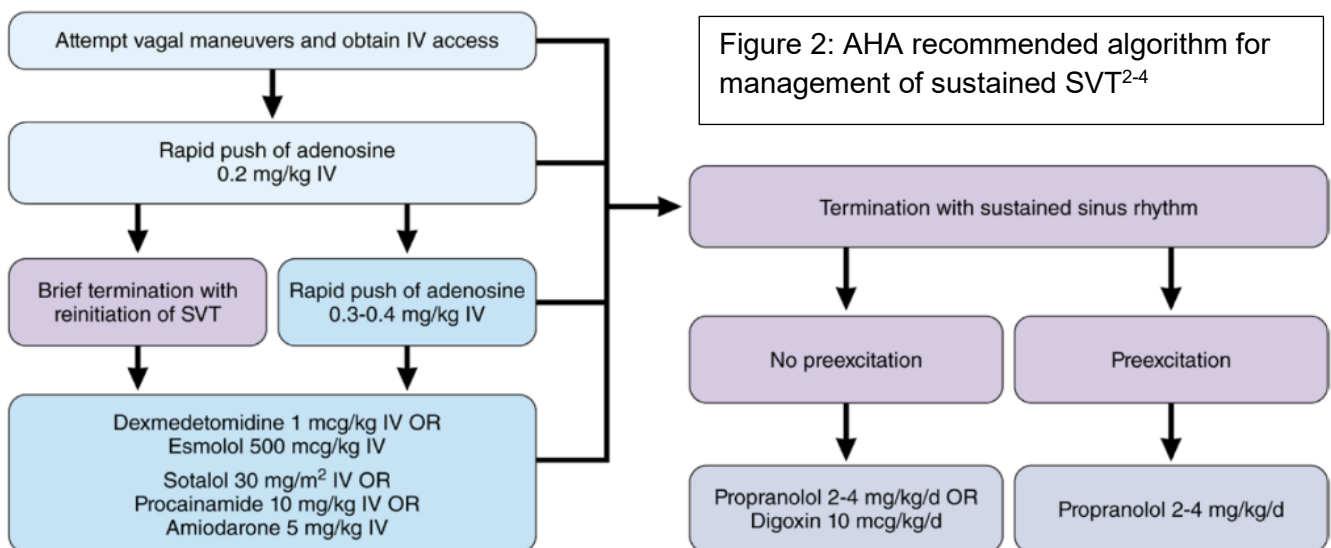 Attempt vagal maneuvers and obtain IV access
Figure 2: AHA recommended algorithm for
management of sustained SVT²⁻⁴
Rapid push of adenosine
0.2 mg/kg IV
Termination with sustained sinus rhythm
Brief termination with
reinitiation of SVT
Rapid push of adenosine
0.3-0.4 mg/kg IV
No preexcitation
Preexcitation
Dexmedetomidine 1 mcg/kg IV OR
Esmolol 500 mcg/kg IV
Sotalol 30 mg/m² IV OR
Procainamide 10 mg/kg IV OR
Amiodarone 5 mg/kg IV
Propranolol 2-4 mg/kg/d OR
Digoxin 10 mcg/kg/d
Propranolol 2-4 mg/kg/d